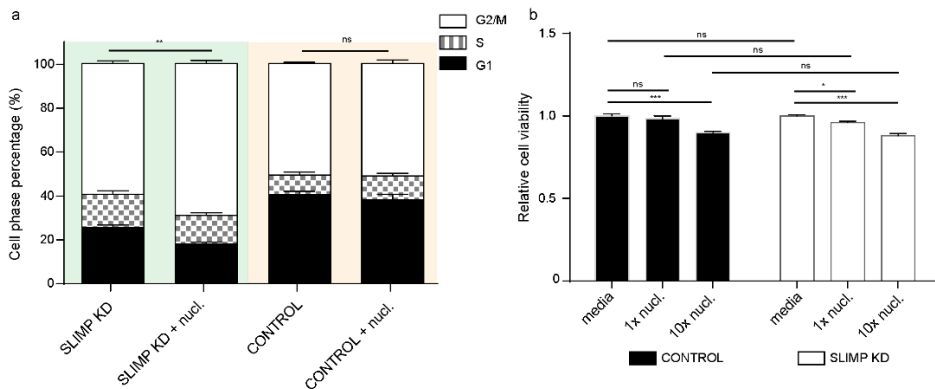 a
G2/M
S
G1
**
ns
Cell phase percentage (%)
100
80
60
40
20
0
SLIMP KD
SLIMP KD + nucl.
CONTROL
CONTROL + nucl.
b
Relative cell viability
1.5
1.0
0.5
0.0
ns
ns
ns
ns
***
*
***
media
1x nucl.
10x nucl.
media
1x nucl.
10x nucl.
CONTROL
SLIMP KD